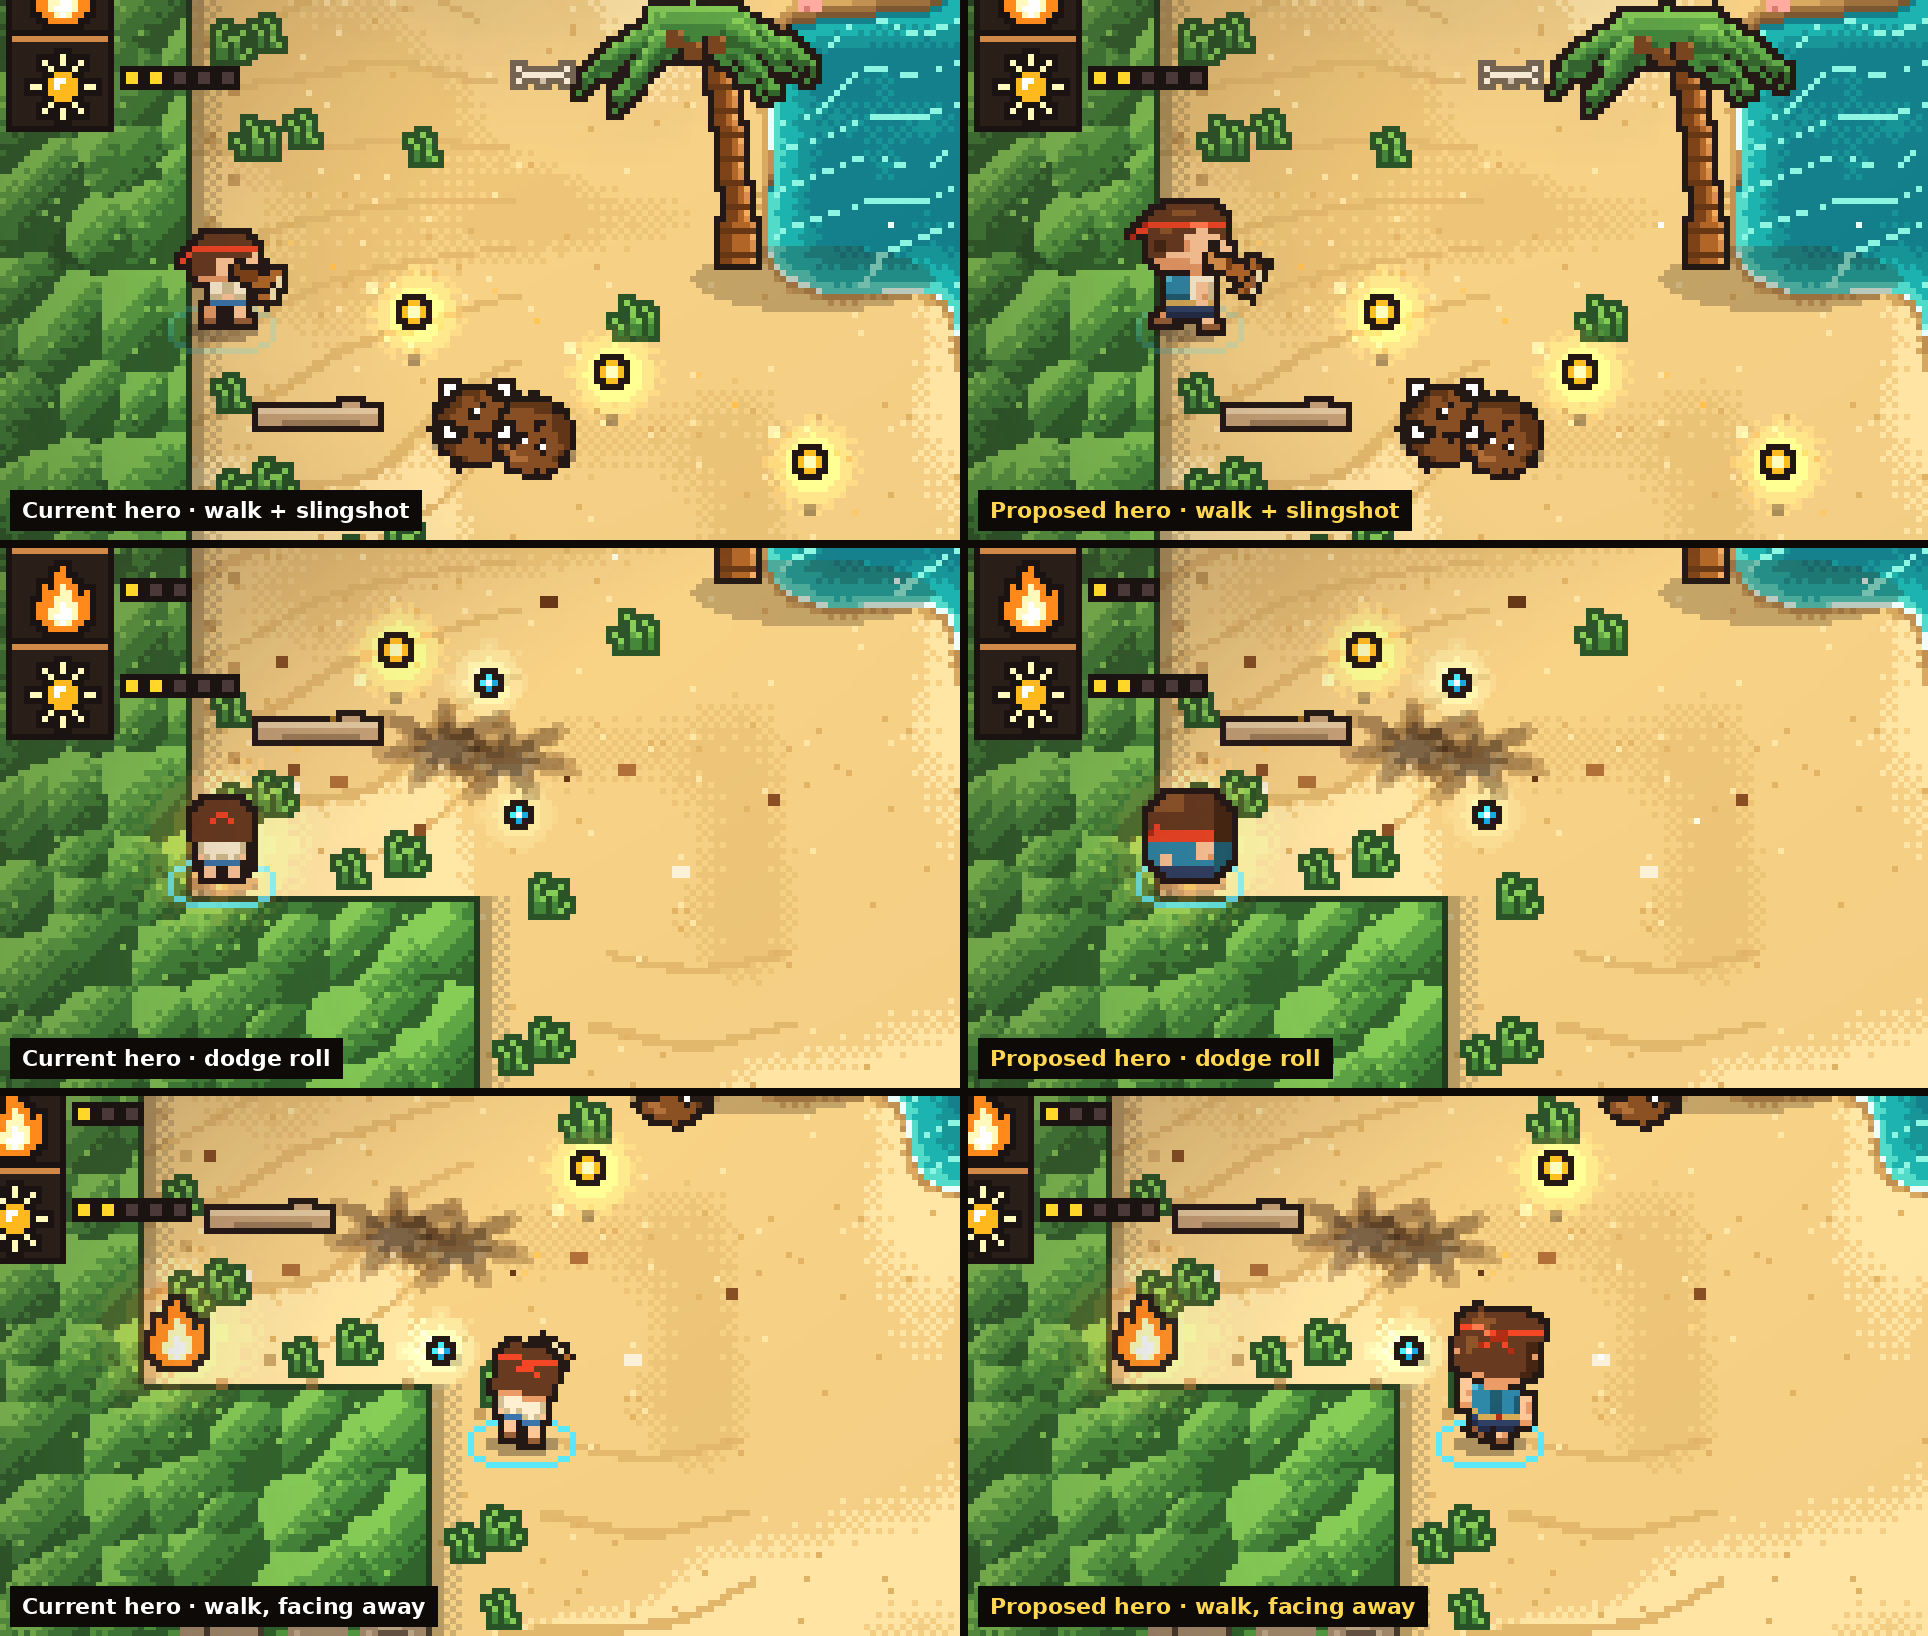 Current hero · walk + slingshot
Proposed hero · walk + slingshot
Current hero · dodge roll
Proposed hero · dodge roll
Current hero · walk, facing away
Proposed hero · walk, facing away